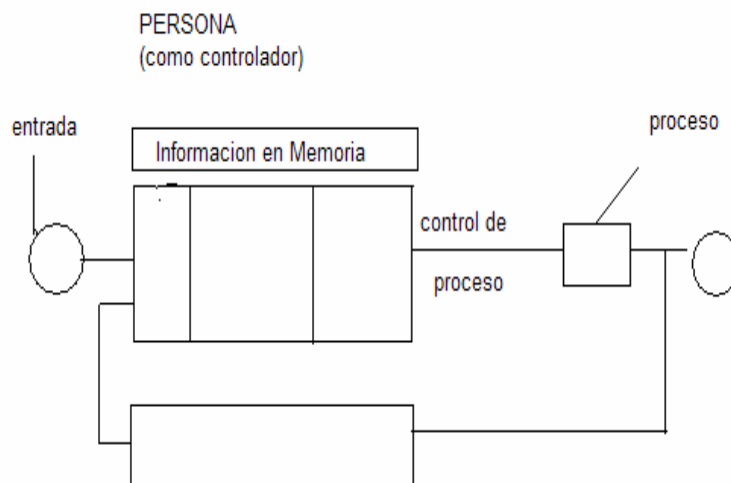 PERSONA
(como controlador)
entrada
proceso
Informacion en Memoria
control de
proceso